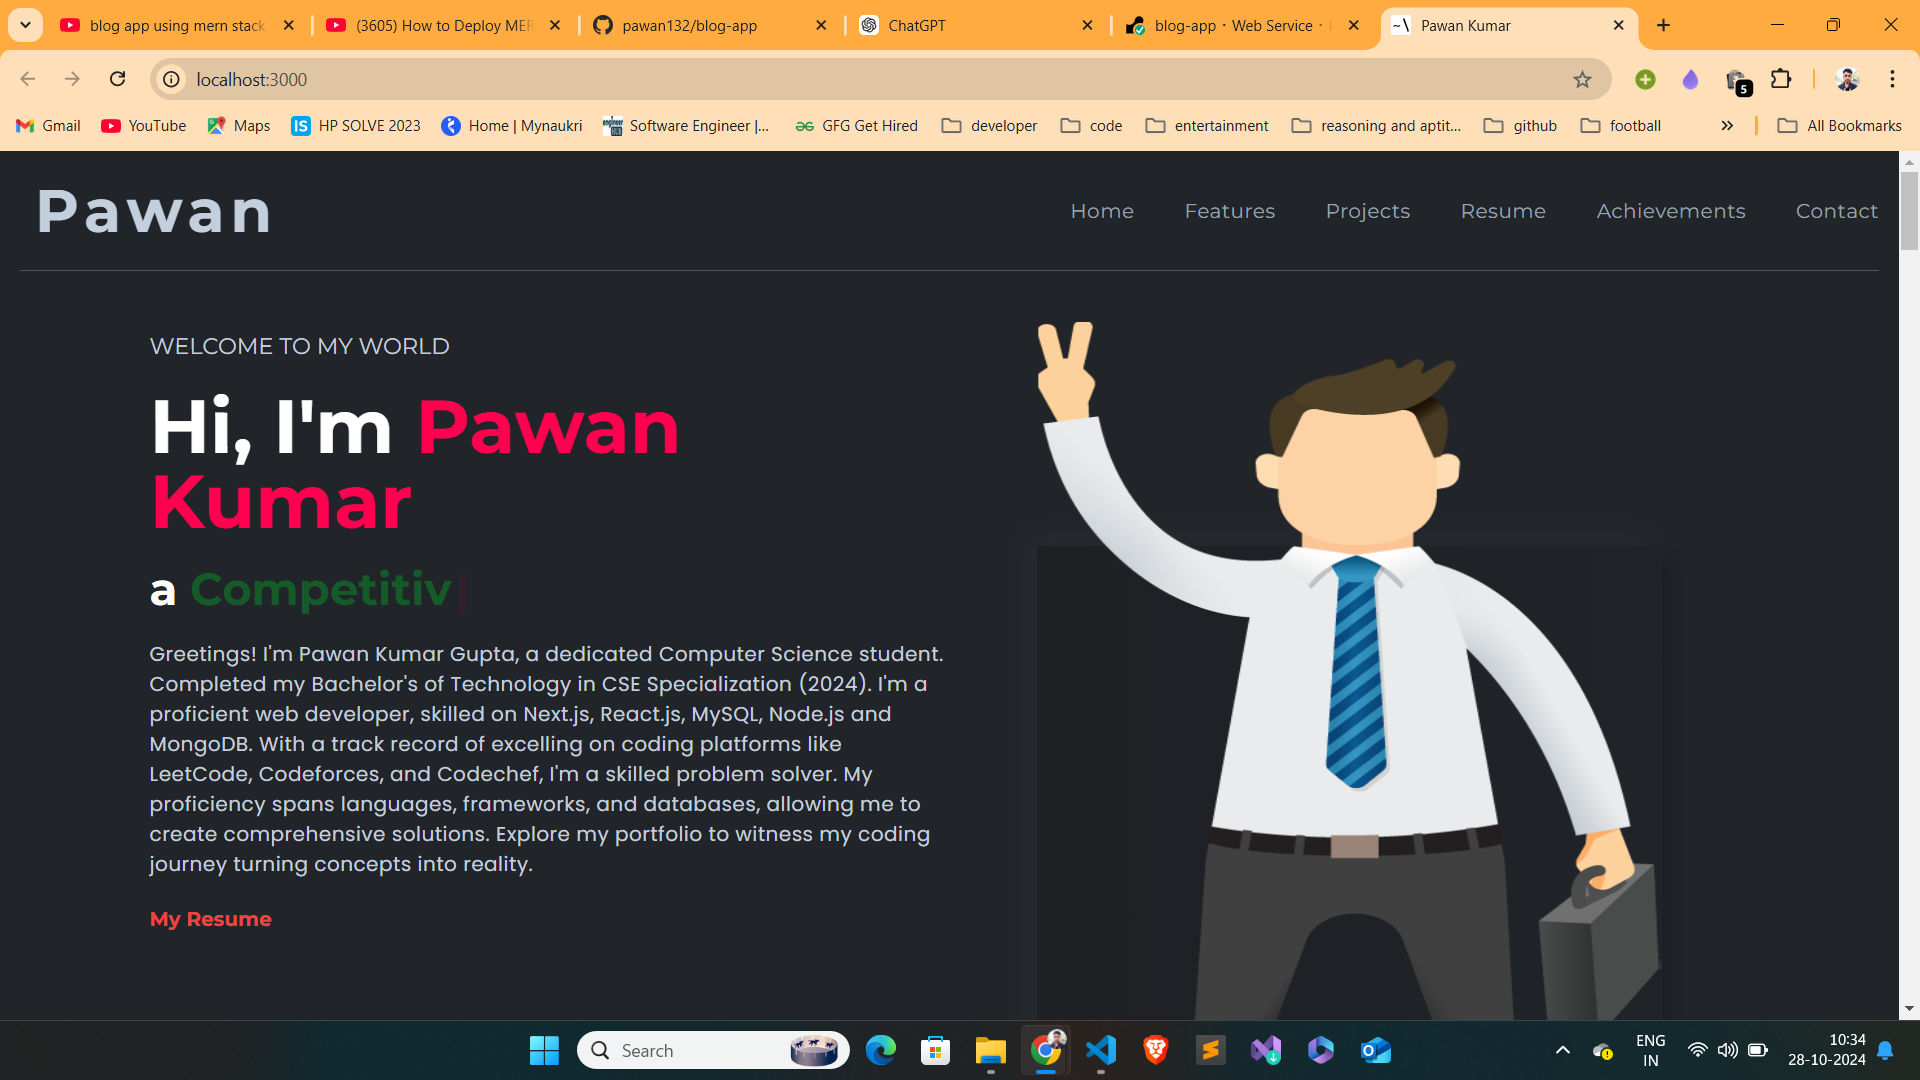 blog app using mern stack
(3605) How to Deploy MER
pawan132/blog-app
ChatGPT
blog-app · Web Service ·
Pawan Kumar
localhost:3000
5
Gmail
YouTube
Maps
IS
HP SOLVE 2023
Home | Mynaukri
Software Engineer |...
GFG Get Hired
developer
code
entertainment
reasoning and aptit...
github
football
All Bookmarks
Pawan
Home
Features
Projects
Resume
Achievements
Contact
WELCOME TO MY WORLD
Hi, I'm Pawan
Kumar
a Competitiv
Greetings! I'm Pawan Kumar Gupta, a dedicated Computer Science student.
Completed my Bachelor's of Technology in CSE Specialization (2024). I'm a
proficient web developer, skilled on Next.js, React.js, MySQL, Node.js and
MongoDB. With a track record of excelling on coding platforms like
LeetCode, Codeforces, and Codechef, I'm a skilled problem solver. My
proficiency spans languages, frameworks, and databases, allowing me to
create comprehensive solutions. Explore my portfolio to witness my coding
journey turning concepts into reality.
My Resume
Search
ENG
IN
10:34
28-10-2024